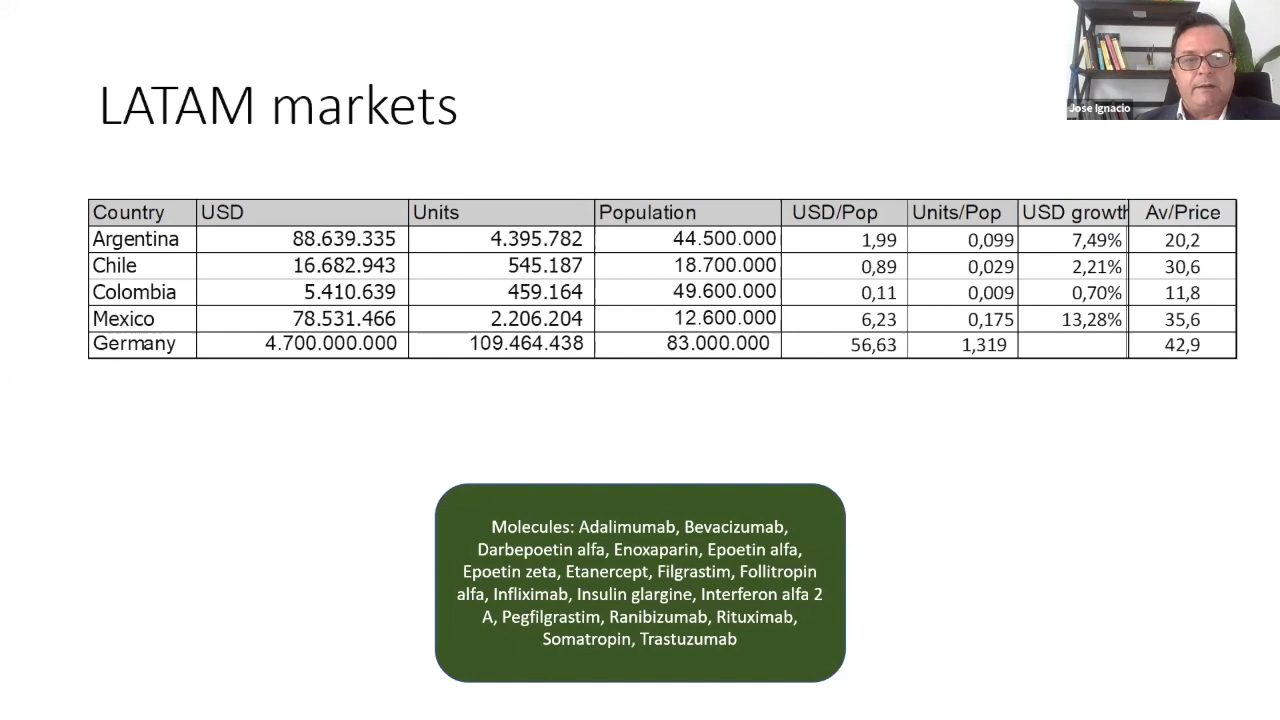 Jose Ignacio
LATAM markets
Country USD Units Population USD/Pop Units/Pop USD growth Av/Price
Argentina 88.639.335 4.395.782 44.500.000 1,99 0,099 7,49% 20,2
Chile 16.682.943 545.187 18.700.000 0,89 0,029 2,21% 30,6
Colombia 5.410.639 459.164 49.600.000 0,11 0,009 0,70% 11,8
Mexico 78.531.466 2.206.204 12.600.000 6,23 0,175 13,28% 35,6
Germany 4.700.000.000 109.464.438 83.000.000 56,63 1,319 42,9
Molecules: Adalimumab, Bevacizumab,
Darbepoetin alfa, Enoxaparin, Epoetin alfa,
Epoetin zeta, Etanercept, Filgrastim, Follitropin
alfa, Infliximab, Insulin glargine, Interferon alfa 2
A, Pegfilgrastim, Ranibizumab, Rituximab,
Somatropin, Trastuzumab